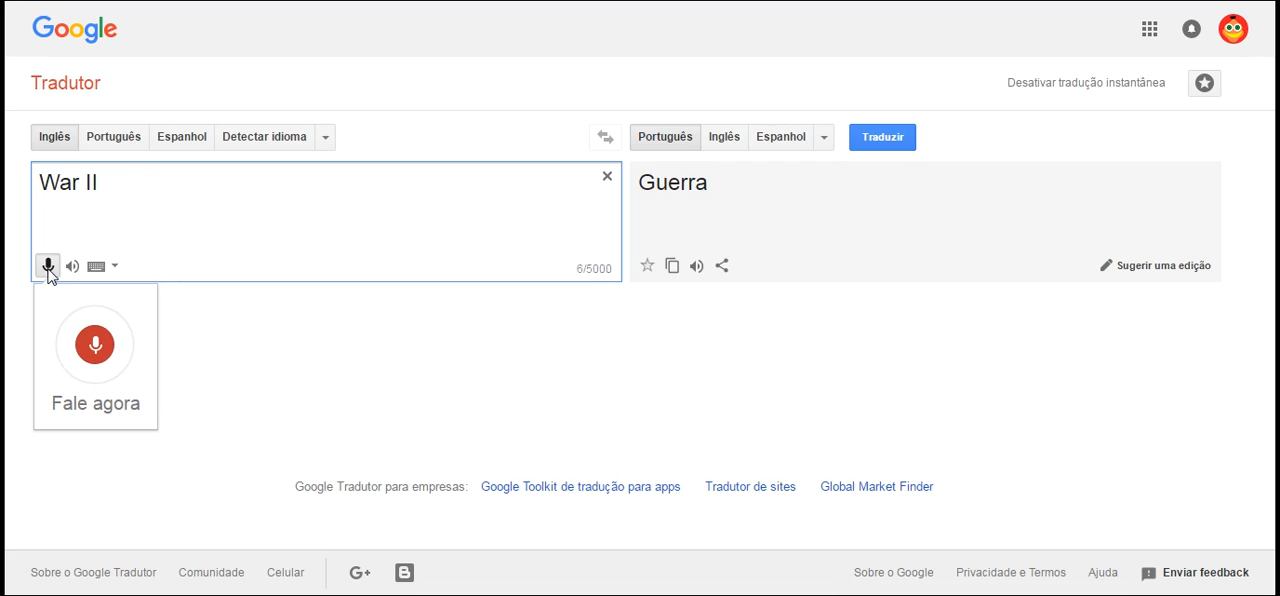 Google
Tradutor
Desativar tradução instantânea
Inglês Português Espanhol Detectar idioma
Português Inglês Espanhol Traduzir
War II
Guerra
6/5000
Sugerir uma edição
Fale agora
Google Tradutor para empresas: Google Toolkit de tradução para apps Tradutor de sites Global Market Finder
Sobre o Google Tradutor Comunidade Celular G+ B Sobre o Google Privacidade e Termos Ajuda Enviar feedback